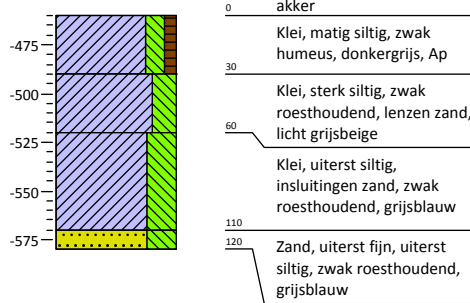 akker
0
Klei, matig siltig, zwak
humeus, donkergrijs, Ap
-475
30
Klei, sterk siltig, zwak
roesthoudend, lenzen zand,
licht grijsbeige
-500
60
-525
Klei, uiterst siltig,
insluitingen zand, zwak
roesthoudend, grijsblauw
-550
110
-575
120
Zand, uiterst fijn, uiterst
siltig, zwak roesthoudend,
grijsblauw